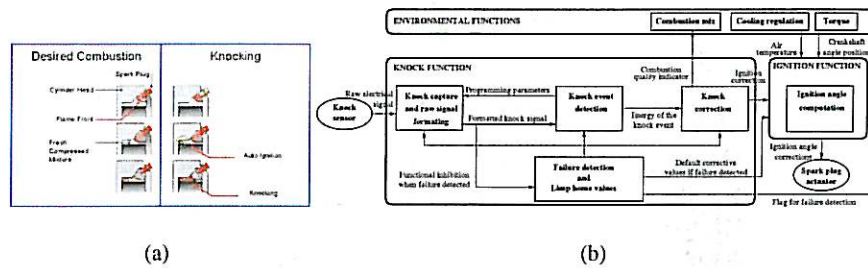 Desired Combustion
Knocking
Spark Plug
Cylinder Head
Flame Front
Fresh
Compressed
Mixture
Auto Ignition
Knocking
(a)
ENVIRONMENTAL FUNCTIONS
Combustion mix
Cooling regulation
Torque
Air
temperature
Crankshaft
angle position
KNOCK FUNCTION
Combustion
quality indicator
Ignition
correction
IGNITION FUNCTION
Raw electrical
signal
Knock
sensor
Knock capture
and raw signal
formating
Programming parameters
Formatted knock signal
Knock event
detection
Energy of the
knock event
Knock
correction
Ignition angle
computation
Ignition angle
corrections
Spark plug
actuator
Functional inhibition
when failure detected
Failure detection
and
Limp home values
Default corrective
values if failure detected
Flag for failure detection
(b)